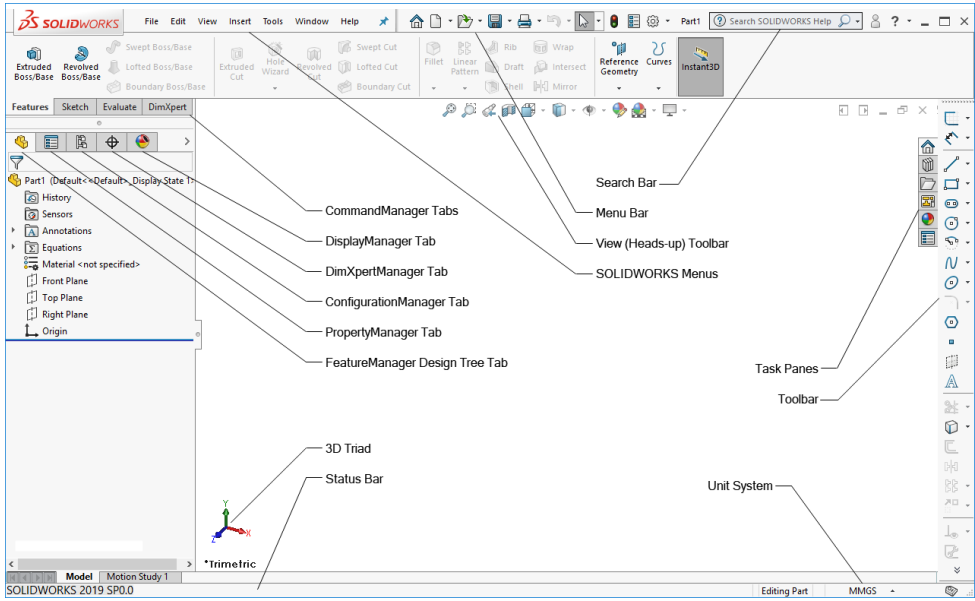 SOLIDWORKS File Edit View Insert Tools Window Help Part1 Search SOLIDWORKS Help ?
Extruded Boss/Base
Revolved Boss/Base
Swept Boss/Base
Lofted Boss/Base
Boundary Boss/Base
Extruded Cut
Hole Wizard
Revolved Cut
Swept Cut
Lofted Cut
Boundary Cut
Fillet
Linear Pattern
Rib
Draft
Shell
Wrap
Intersect
Mirror
Reference Geometry
Curves
Instant3D
Features Sketch Evaluate DimXpert
Part1 (Default<<Default>_Display State 1>
History
Sensors
Annotations
Equations
Material <not specified>
Front Plane
Top Plane
Right Plane
Origin
CommandManager Tabs
DisplayManager Tab
DimXpertManager Tab
ConfigurationManager Tab
PropertyManager Tab
FeatureManager Design Tree Tab
Search Bar
Menu Bar
View (Heads-up) Toolbar
SOLIDWORKS Menus
Task Panes
Toolbar
3D Triad
Status Bar
Unit System
Y
X
Z
*Trimetric
Model Motion Study 1
SOLIDWORKS 2019 SP0.0 Editing Part MMGS